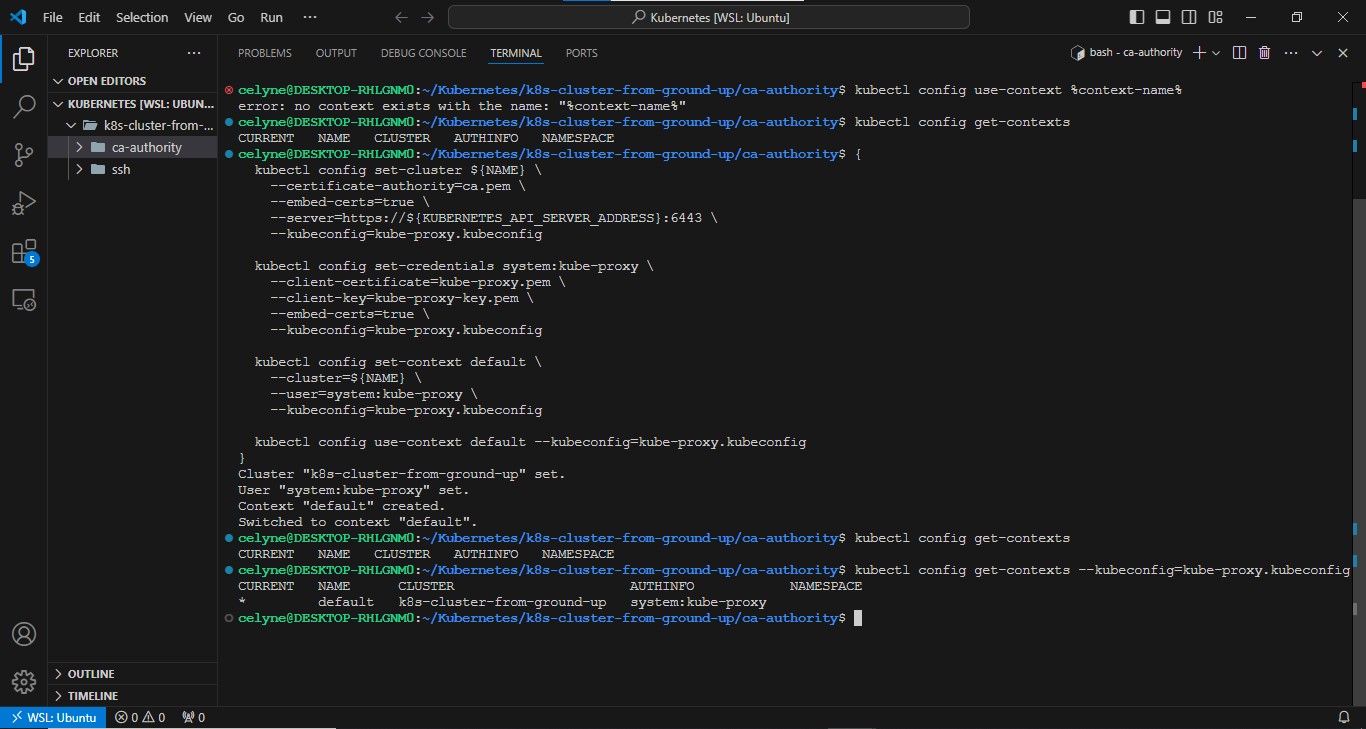 File Edit Selection View Go Run ··· Kubernetes [WSL: Ubuntu]
EXPLORER ···
OPEN EDITORS
KUBERNETES [WSL: UBUN...
k8s-cluster-from-...
ca-authority
ssh
5
OUTLINE
TIMELINE
PROBLEMS OUTPUT DEBUG CONSOLE TERMINAL PORTS bash - ca-authority
celyne@DESKTOP-RHLGNM0:~/Kubernetes/k8s-cluster-from-ground-up/ca-authority$ kubectl config use-context %context-name%
error: no context exists with the name: "%context-name%"
celyne@DESKTOP-RHLGNM0:~/Kubernetes/k8s-cluster-from-ground-up/ca-authority$ kubectl config get-contexts
CURRENT NAME CLUSTER AUTHINFO NAMESPACE
celyne@DESKTOP-RHLGNM0:~/Kubernetes/k8s-cluster-from-ground-up/ca-authority$ {
kubectl config set-cluster ${NAME} \
--certificate-authority=ca.pem \
--embed-certs=true \
--server=https://${KUBERNETES_API_SERVER_ADDRESS}:6443 \
--kubeconfig=kube-proxy.kubeconfig
kubectl config set-credentials system:kube-proxy \
--client-certificate=kube-proxy.pem \
--client-key=kube-proxy-key.pem \
--embed-certs=true \
--kubeconfig=kube-proxy.kubeconfig
kubectl config set-context default \
--cluster=${NAME} \
--user=system:kube-proxy \
--kubeconfig=kube-proxy.kubeconfig
kubectl config use-context default --kubeconfig=kube-proxy.kubeconfig
}
Cluster "k8s-cluster-from-ground-up" set.
User "system:kube-proxy" set.
Context "default" created.
Switched to context "default".
celyne@DESKTOP-RHLGNM0:~/Kubernetes/k8s-cluster-from-ground-up/ca-authority$ kubectl config get-contexts
CURRENT NAME CLUSTER AUTHINFO NAMESPACE
celyne@DESKTOP-RHLGNM0:~/Kubernetes/k8s-cluster-from-ground-up/ca-authority$ kubectl config get-contexts --kubeconfig=kube-proxy.kubeconfig
CURRENT NAME CLUSTER AUTHINFO NAMESPACE
* default k8s-cluster-from-ground-up system:kube-proxy
celyne@DESKTOP-RHLGNM0:~/Kubernetes/k8s-cluster-from-ground-up/ca-authority$
WSL: Ubuntu 0 0 0